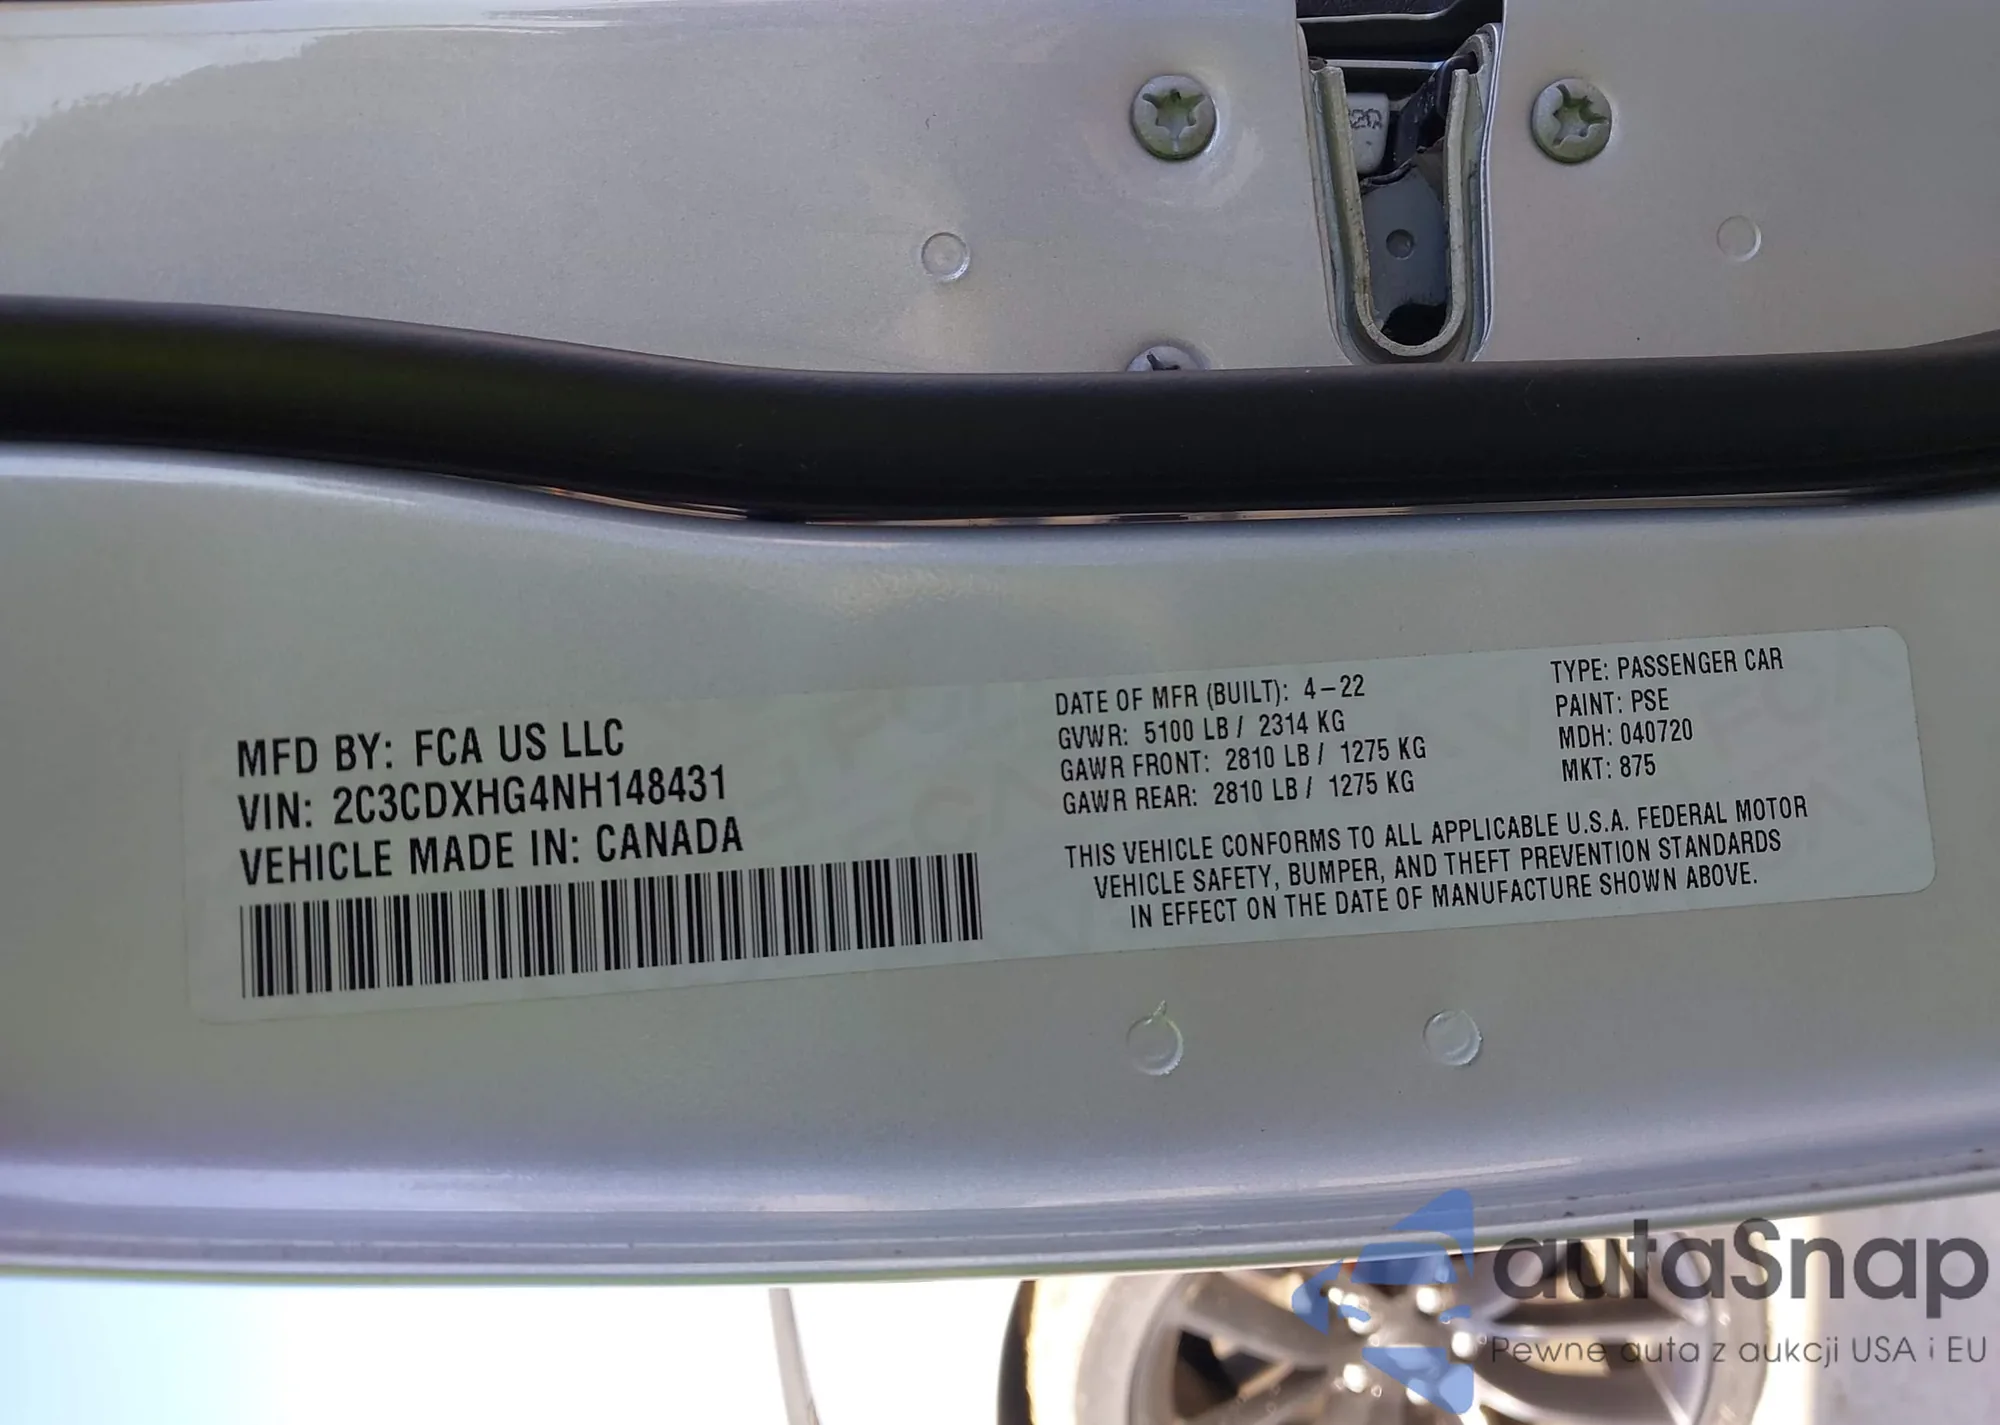 MFD BY: FCA US LLC
VIN: 2C3CDXHG4NH148431
VEHICLE MADE IN: CANADA
DATE OF MFR (BUILT): 4-22
GVWR: 5100 LB / 2314 KG
GAWR FRONT: 2810 LB / 1275 KG
GAWR REAR: 2810 LB / 1275 KG
TYPE: PASSENGER CAR
PAINT: PSE
MDH: 040720
MKT: 875
THIS VEHICLE CONFORMS TO ALL APPLICABLE U.S.A. FEDERAL MOTOR
VEHICLE SAFETY, BUMPER, AND THEFT PREVENTION STANDARDS
IN EFFECT ON THE DATE OF MANUFACTURE SHOWN ABOVE.
autaSnap
Pewne auta z aukcji USA i EU